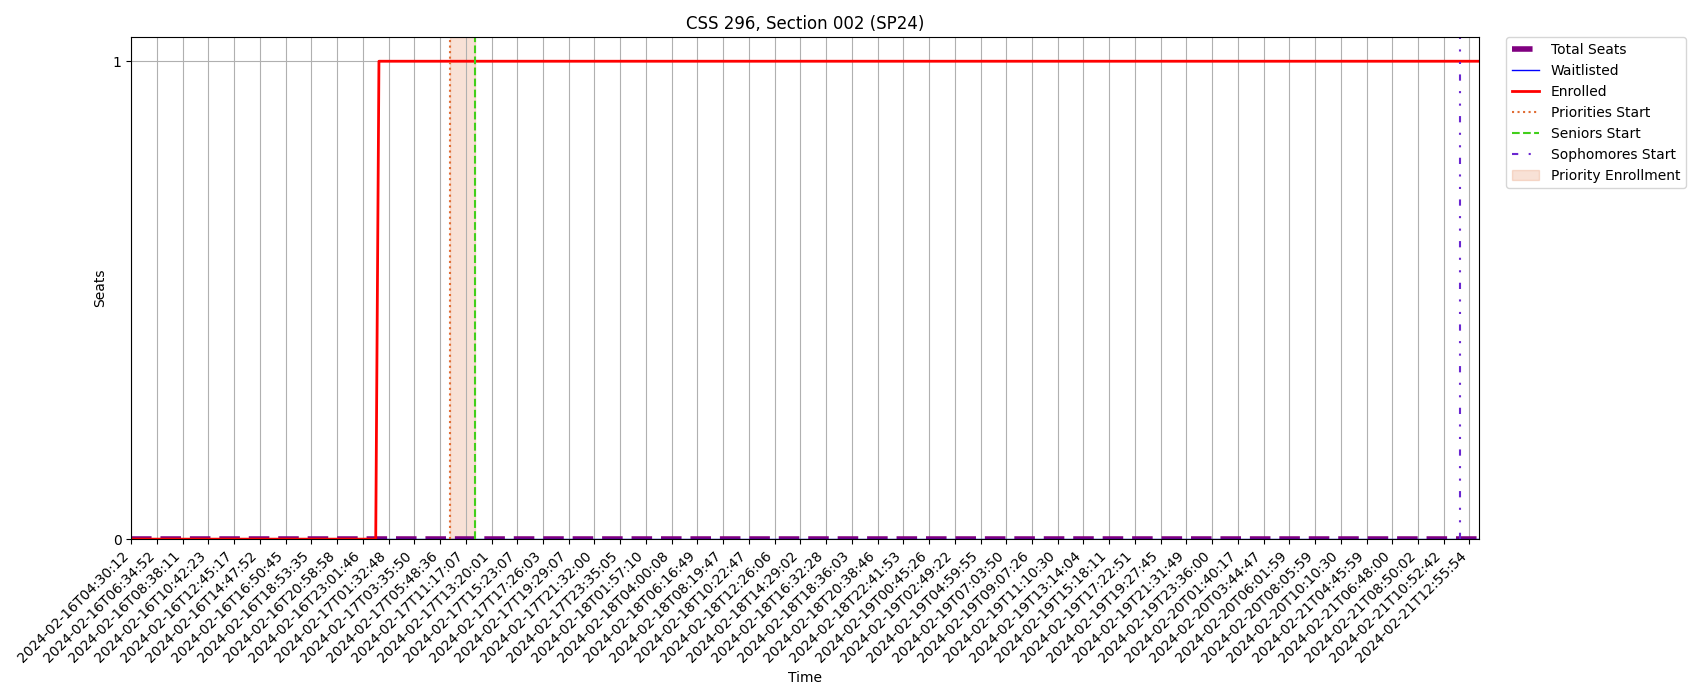 CSS 296, Section 002 (SP24)
Total Seats
Waitlisted
Enrolled
Priorities Start
Seniors Start
Sophomores Start
Priority Enrollment
Seats
1
0
2024-02-16T04:30:12
2024-02-16T06:34:52
2024-02-16T08:38:11
2024-02-16T10:42:23
2024-02-16T12:45:17
2024-02-16T14:47:52
2024-02-16T16:50:45
2024-02-16T18:53:35
2024-02-16T20:58:58
2024-02-16T23:01:46
2024-02-17T01:32:48
2024-02-17T03:35:50
2024-02-17T05:48:36
2024-02-17T11:17:07
2024-02-17T13:20:01
2024-02-17T15:23:07
2024-02-17T17:26:03
2024-02-17T19:29:07
2024-02-17T21:32:00
2024-02-17T23:35:05
2024-02-18T01:57:10
2024-02-18T04:00:08
2024-02-18T06:16:49
2024-02-18T08:19:47
2024-02-18T10:22:47
2024-02-18T12:26:06
2024-02-18T14:29:02
2024-02-18T16:32:28
2024-02-18T18:36:03
2024-02-18T20:38:46
2024-02-18T22:41:53
2024-02-19T00:45:26
2024-02-19T02:49:22
2024-02-19T04:59:55
2024-02-19T07:03:50
2024-02-19T09:07:26
2024-02-19T11:10:30
2024-02-19T13:14:04
2024-02-19T15:18:11
2024-02-19T17:22:51
2024-02-19T19:27:45
2024-02-19T21:31:49
2024-02-19T23:36:00
2024-02-20T01:40:17
2024-02-20T03:44:47
2024-02-20T06:01:59
2024-02-20T08:05:59
2024-02-20T10:10:30
2024-02-21T04:45:59
2024-02-21T06:48:00
2024-02-21T08:50:02
2024-02-21T10:52:42
2024-02-21T12:55:54
Time